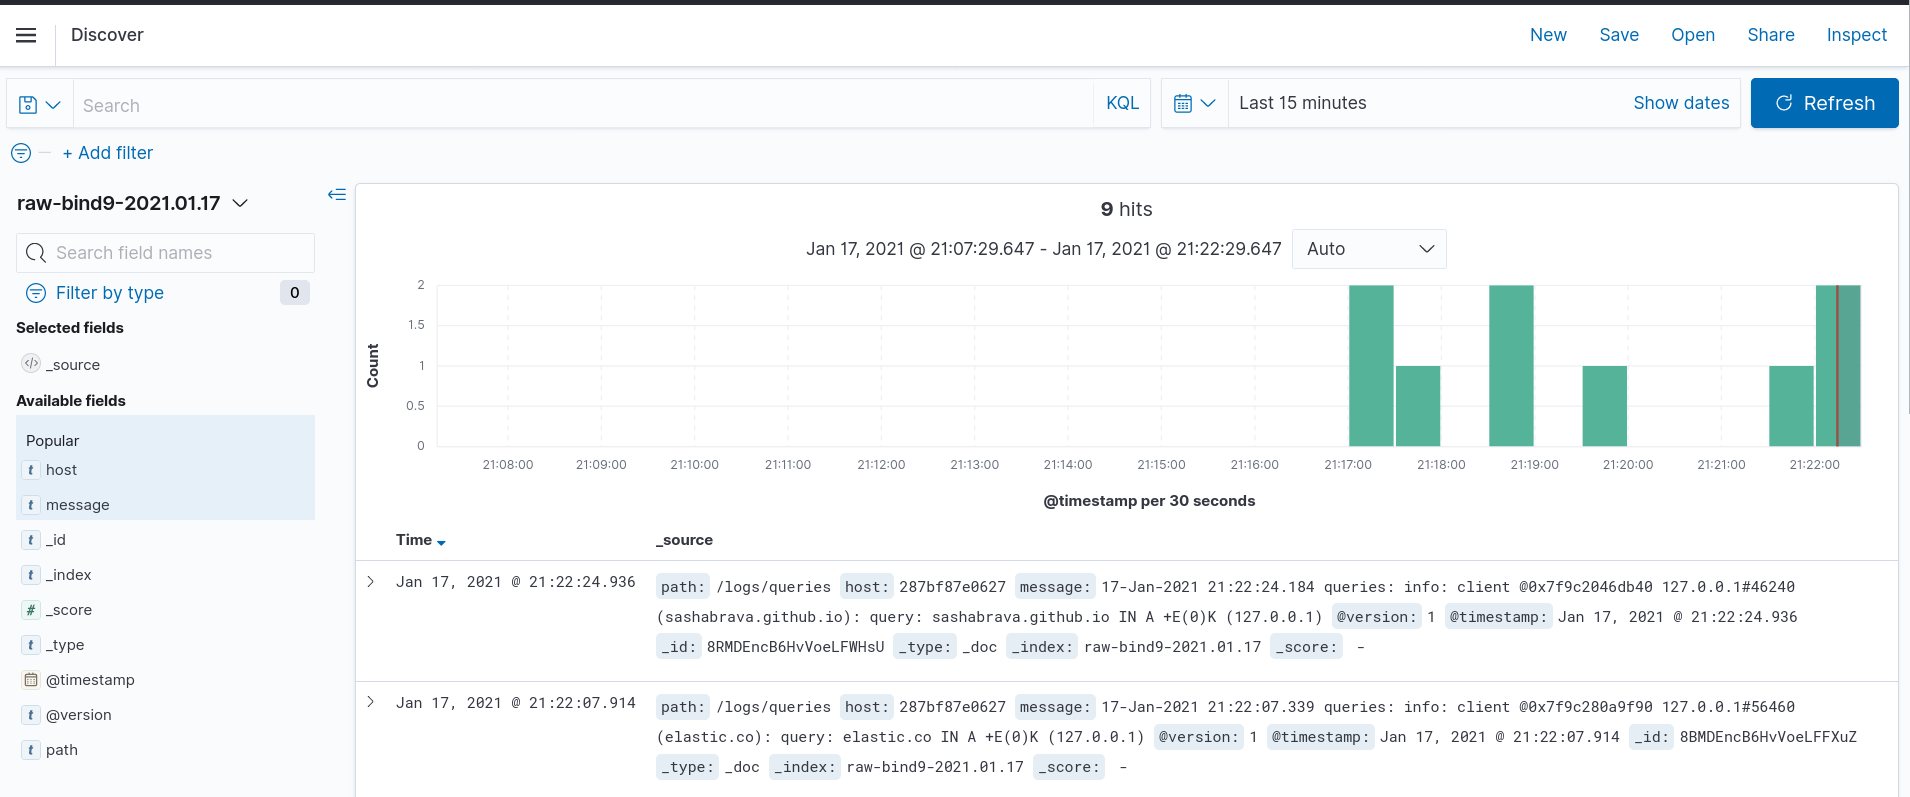 Discover New Save Open Share Inspect
Search KQL Last 15 minutes Show dates Refresh
+ Add filter
raw-bind9-2021.01.17
Search field names
Filter by type 0
Selected fields
_source
Available fields
Popular
t host
t message
t _id
t _index
# _score
t _type
@timestamp
t @version
t path
9 hits
Jan 17, 2021 @ 21:07:29.647 - Jan 17, 2021 @ 21:22:29.647 Auto
Count
2
1.5
1
0.5
0
21:08:00 21:09:00 21:10:00 21:11:00 21:12:00 21:13:00 21:14:00 21:15:00 21:16:00 21:17:00 21:18:00 21:19:00 21:20:00 21:21:00 21:22:00
@timestamp per 30 seconds
Time _source
Jan 17, 2021 @ 21:22:24.936 path: /logs/queries host: 287bf87e0627 message: 17-Jan-2021 21:22:24.184 queries: info: client @0x7f9c2046db40 127.0.0.1#46240
(sashabrava.github.io): query: sashabrava.github.io IN A +E(0)K (127.0.0.1) @version: 1 @timestamp: Jan 17, 2021 @ 21:22:24.936
_id: 8RMDEncB6HvVoeLFWHsU _type: _doc _index: raw-bind9-2021.01.17 _score: -
Jan 17, 2021 @ 21:22:07.914 path: /logs/queries host: 287bf87e0627 message: 17-Jan-2021 21:22:07.339 queries: info: client @0x7f9c280a9f90 127.0.0.1#56460
(elastic.co): query: elastic.co IN A +E(0)K (127.0.0.1) @version: 1 @timestamp: Jan 17, 2021 @ 21:22:07.914 _id: 8BMDEncB6HvVoeLFFXuZ
_type: _doc _index: raw-bind9-2021.01.17 _score: -